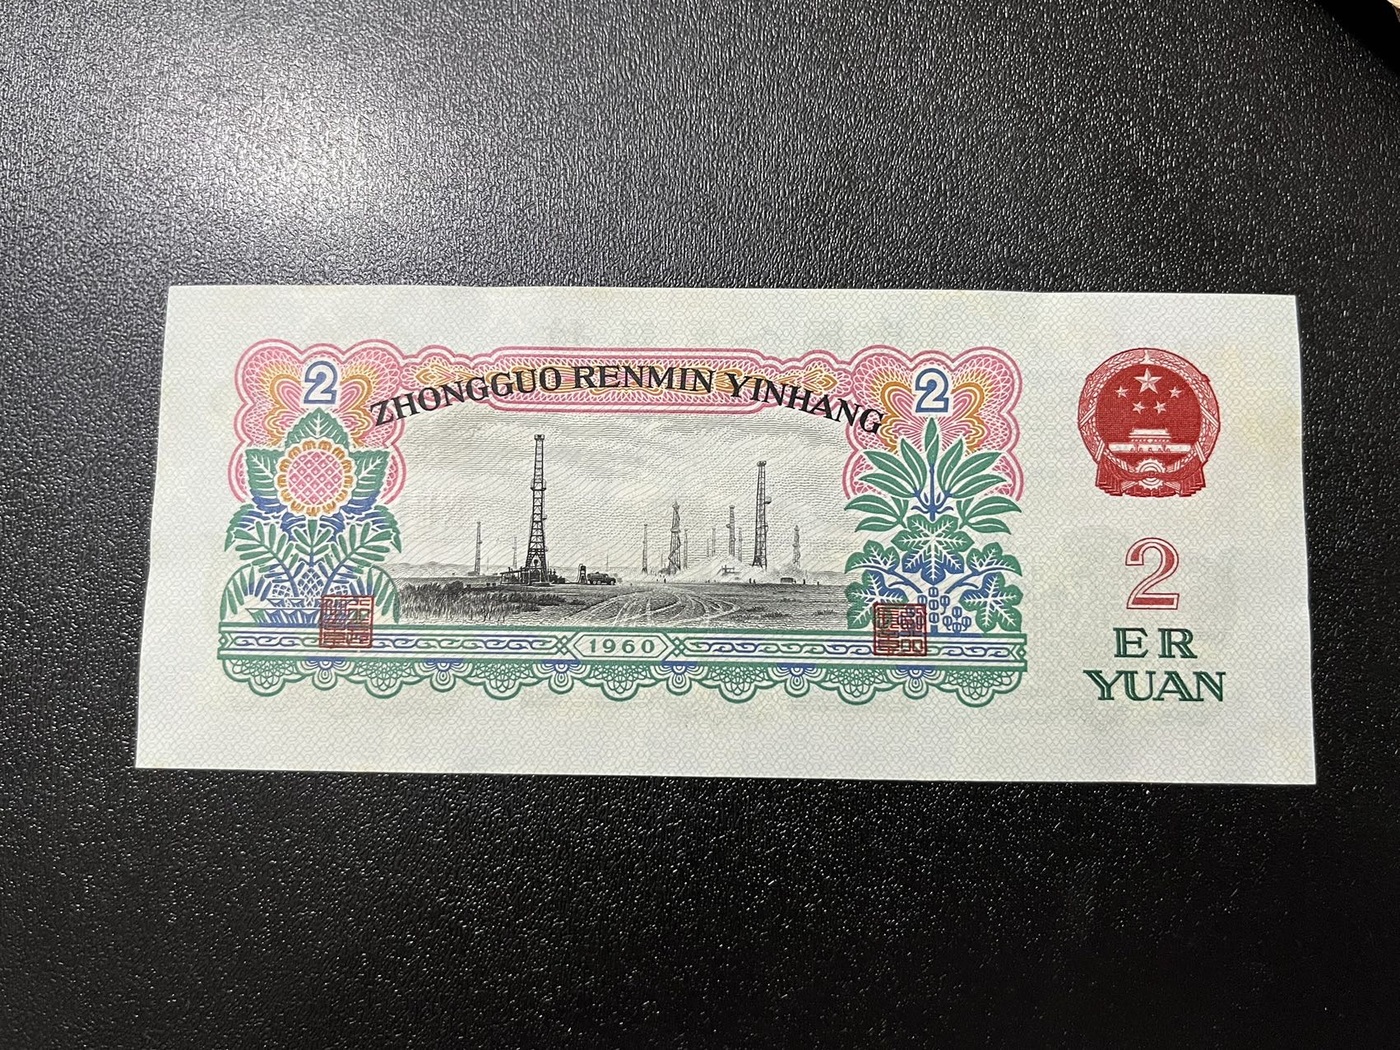 2
ZHONGGUO RENMIN YINHANG
2
1960
2
ER
YUAN